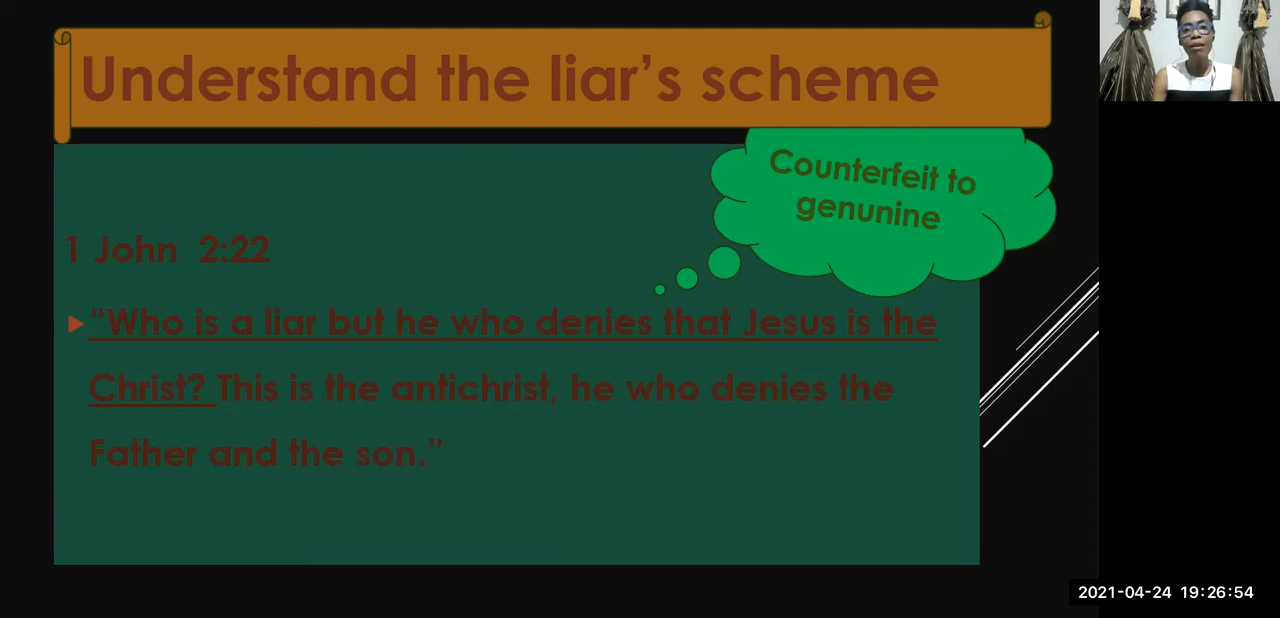 Understand the liar’s scheme
Counterfeit to
genunine
1 John 2:22
“Who is a liar but he who denies that Jesus is the
Christ? This is the antichrist, he who denies the
Father and the son.”
2021-04-24 19:26:54